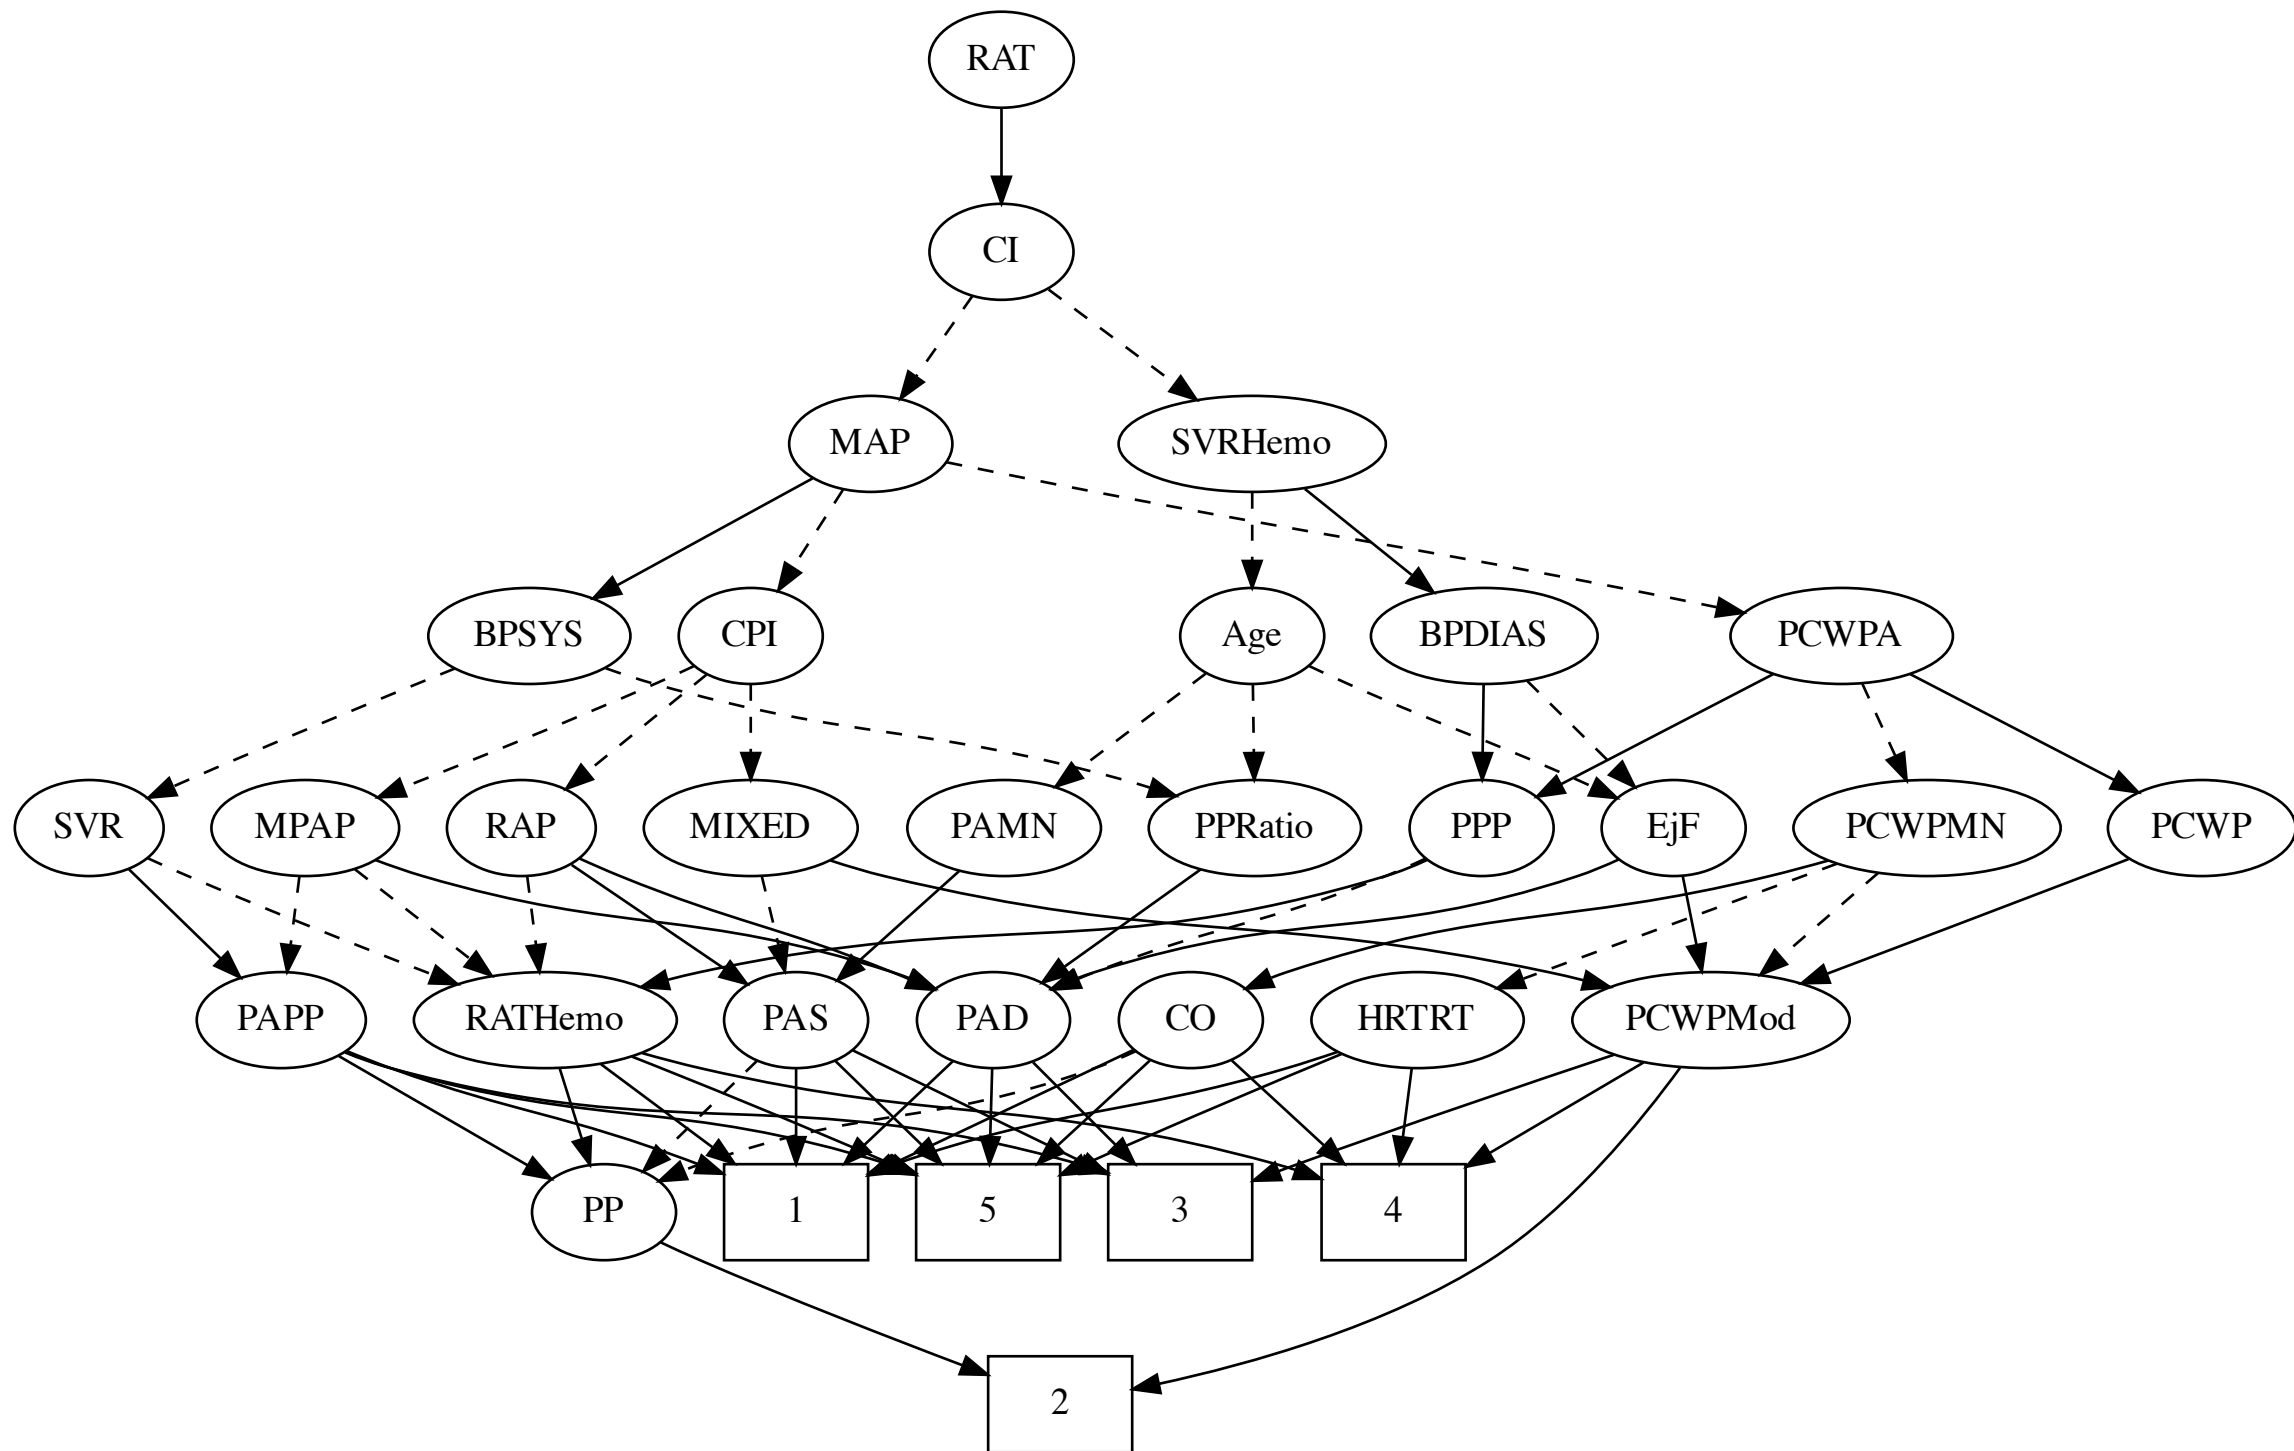 RAT
CI
MAP
SVRHemo
BPSYS
CPI
Age
BPDIAS
PCWPA
SVR
MPAP
RAP
MIXED
PAMN
PPRatio
PPP
EjF
PCWPMN
PCWP
PAPP
RATHemo
PAS
PAD
CO
HRTRT
PCWPMod
PP
1
5
3
4
2